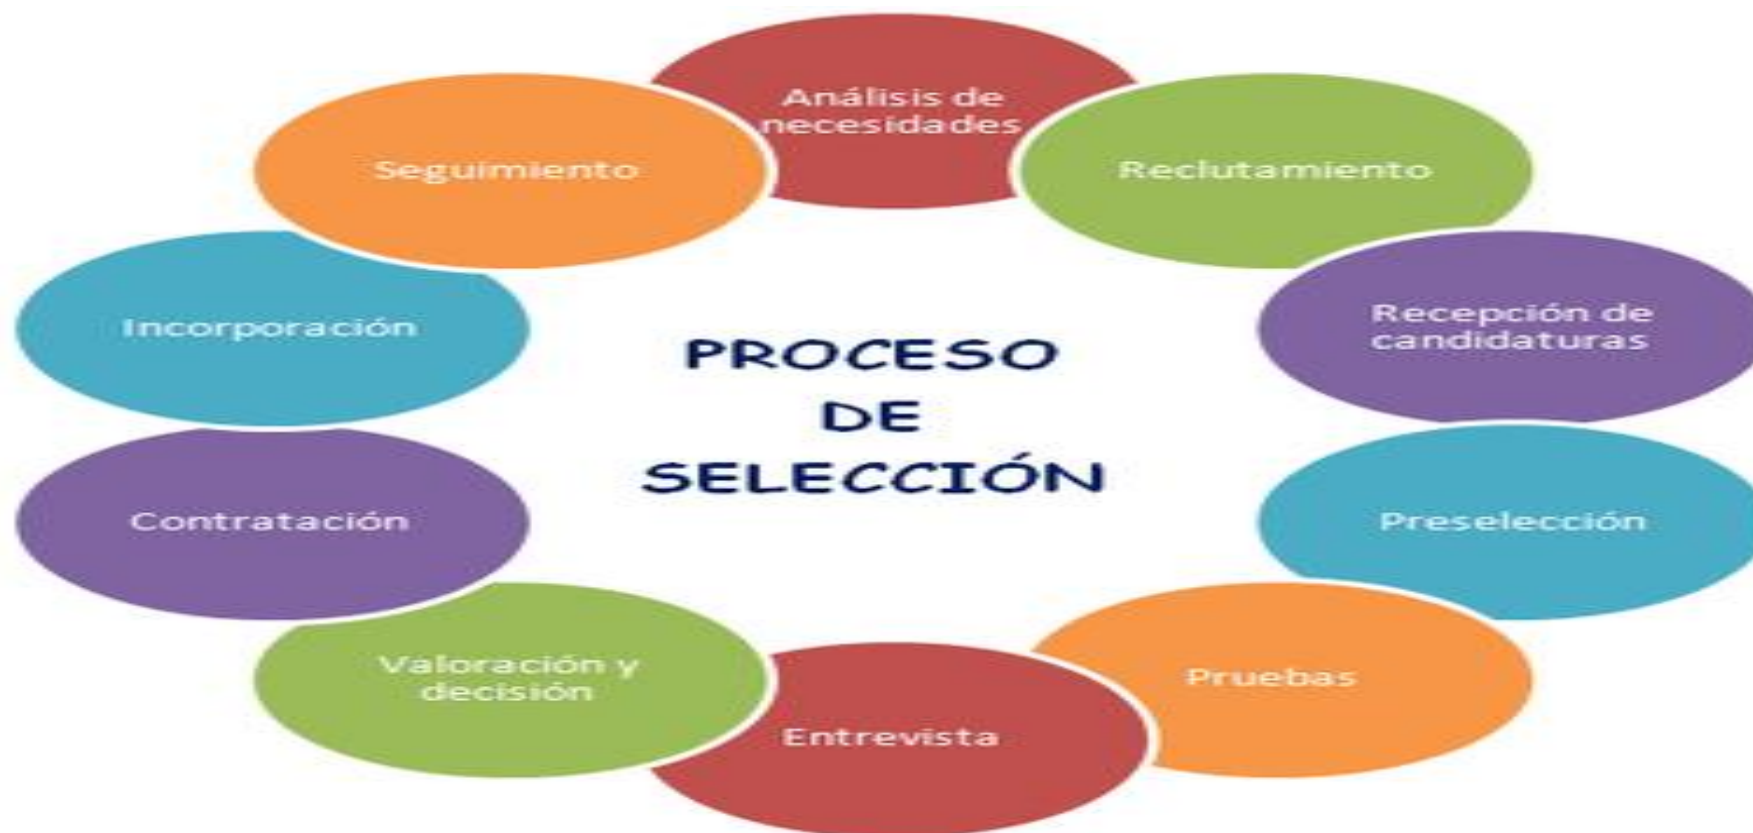 Análisis de
necesidades
Reclutamiento
Recepción de
candidaturas
Preselección
Pruebas
Entrevista
Valoración y
decisión
Contratación
Incorporación
Seguimiento
PROCESO
DE
SELECCIÓN